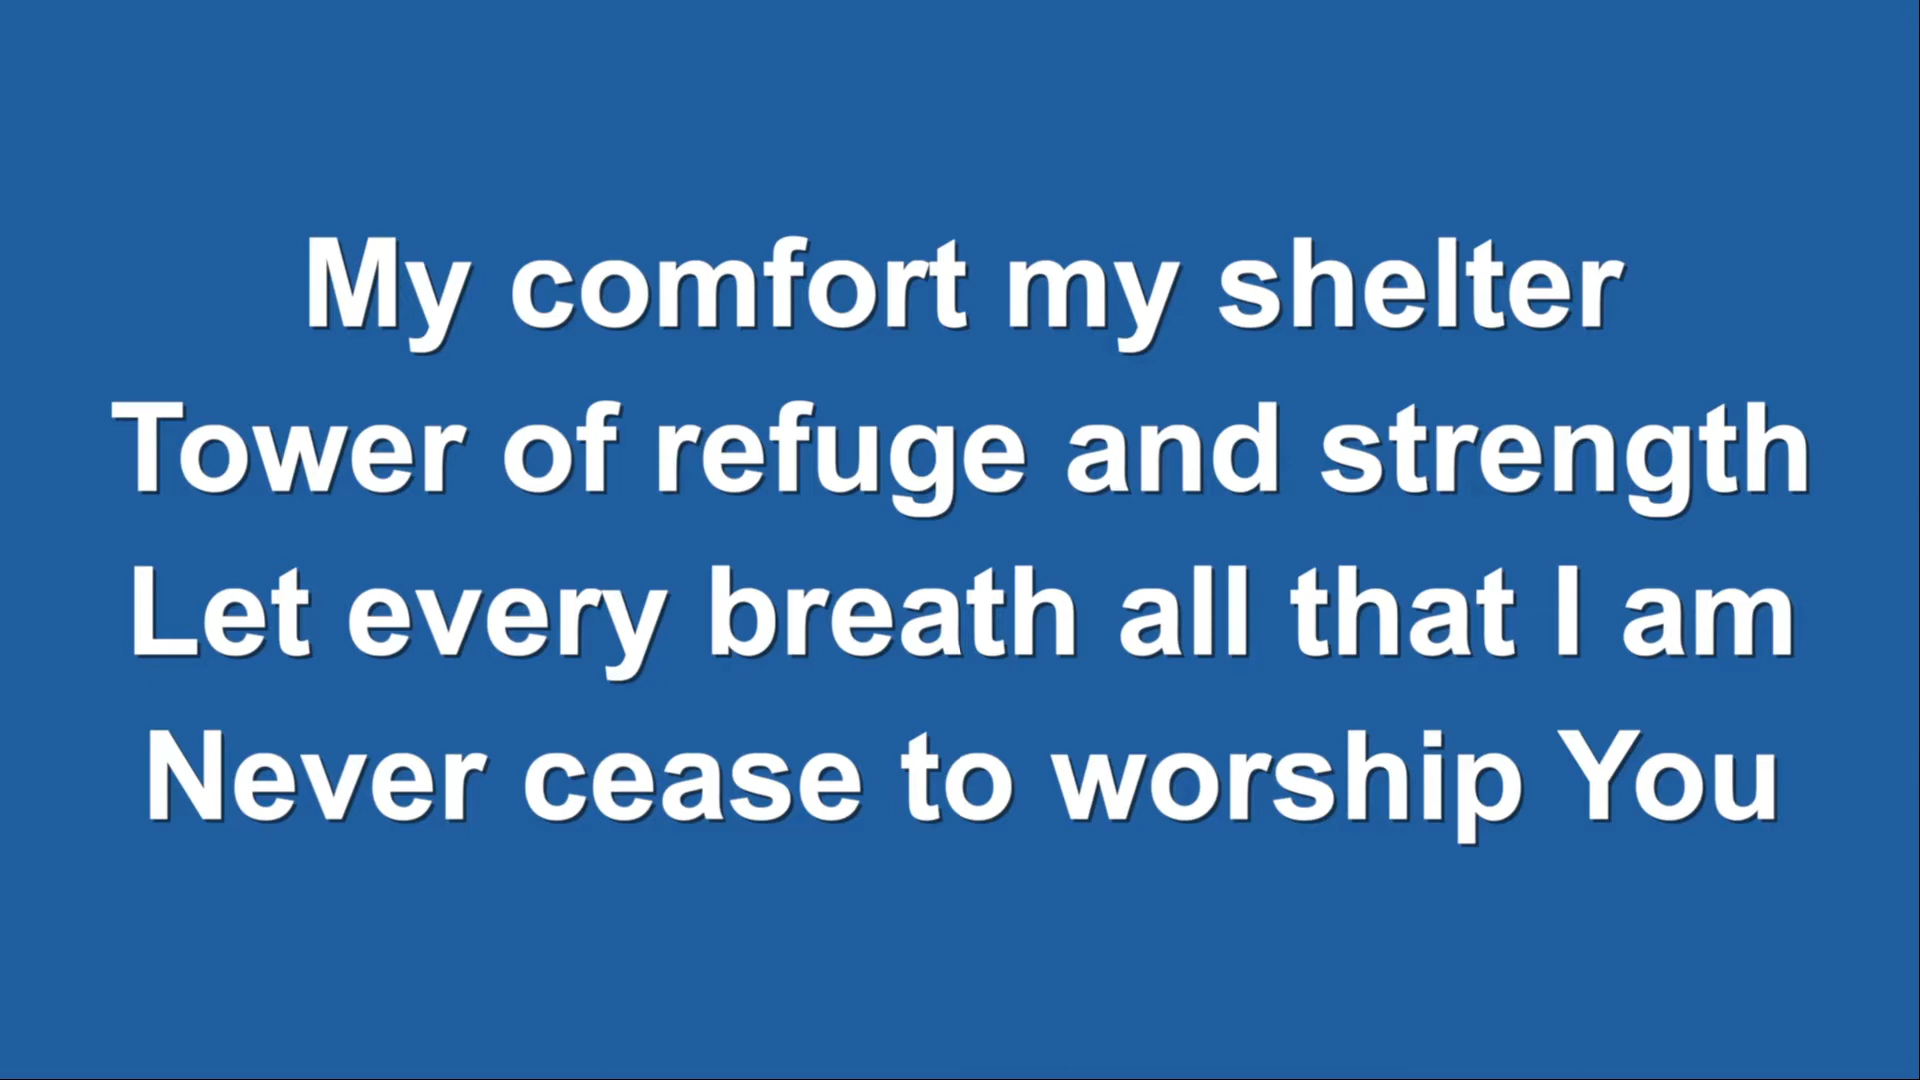 My comfort my shelter
Tower of refuge and strength
Let every breath all that I am
Never cease to worship You